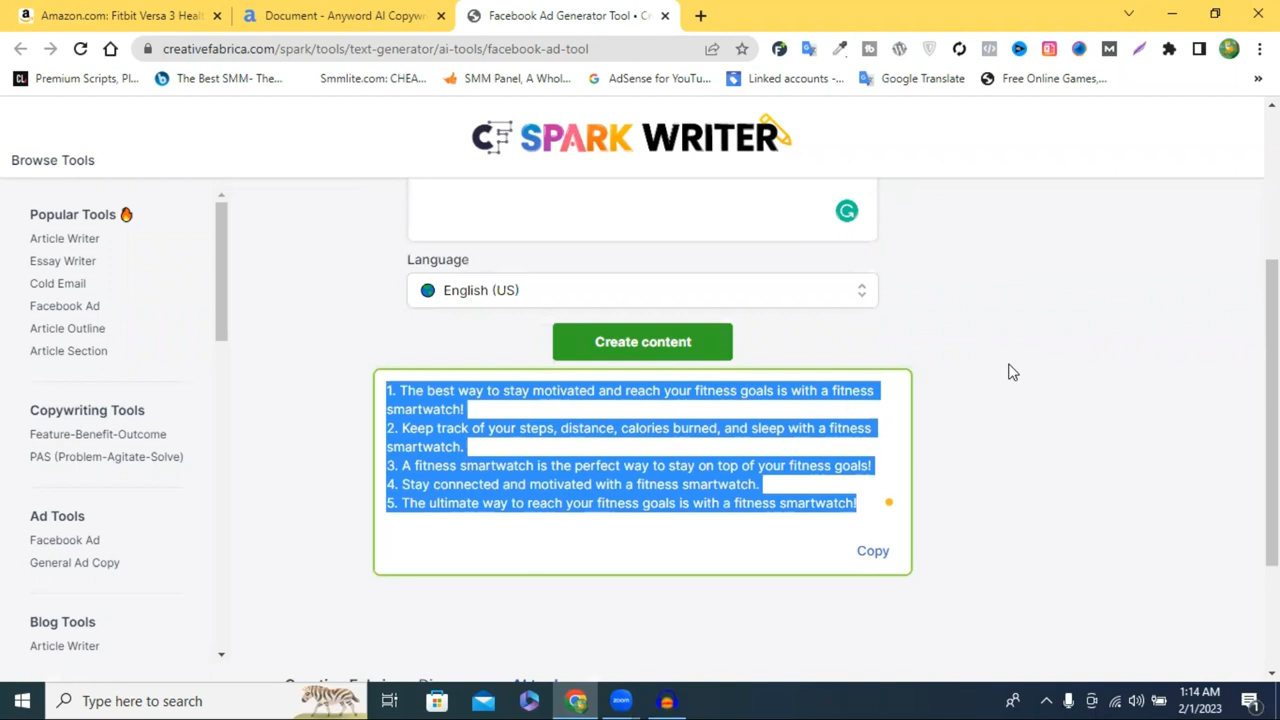 Amazon.com: Fitbit Versa 3 Heal
Document - Anyword AI Copyw
Facebook Ad Generator Tool • Cr
creativefabrica.com/spark/tools/text-generator/ai-tools/facebook-ad-tool
Premium Scripts, Pl...
The Best SMM- The...
Smmlite.com: CHEA...
SMM Panel, A Whol...
AdSense for YouTu...
Linked accounts -...
Google Translate
Free Online Games,...
CF SPARK WRITER
Browse Tools
Popular Tools
Article Writer
Essay Writer
Cold Email
Facebook Ad
Article Outline
Article Section
Copywriting Tools
Feature-Benefit-Outcome
PAS (Problem-Agitate-Solve)
Ad Tools
Facebook Ad
General Ad Copy
Blog Tools
Article Writer
Language
English (US)
Create content
1. The best way to stay motivated and reach your fitness goals is with a fitness
smartwatch!
2. Keep track of your steps, distance, calories burned, and sleep with a fitness
smartwatch.
3. A fitness smartwatch is the perfect way to stay on top of your fitness goals!
4. Stay connected and motivated with a fitness smartwatch.
5. The ultimate way to reach your fitness goals is with a fitness smartwatch!
Copy
Type here to search
1:14 AM
2/1/2023